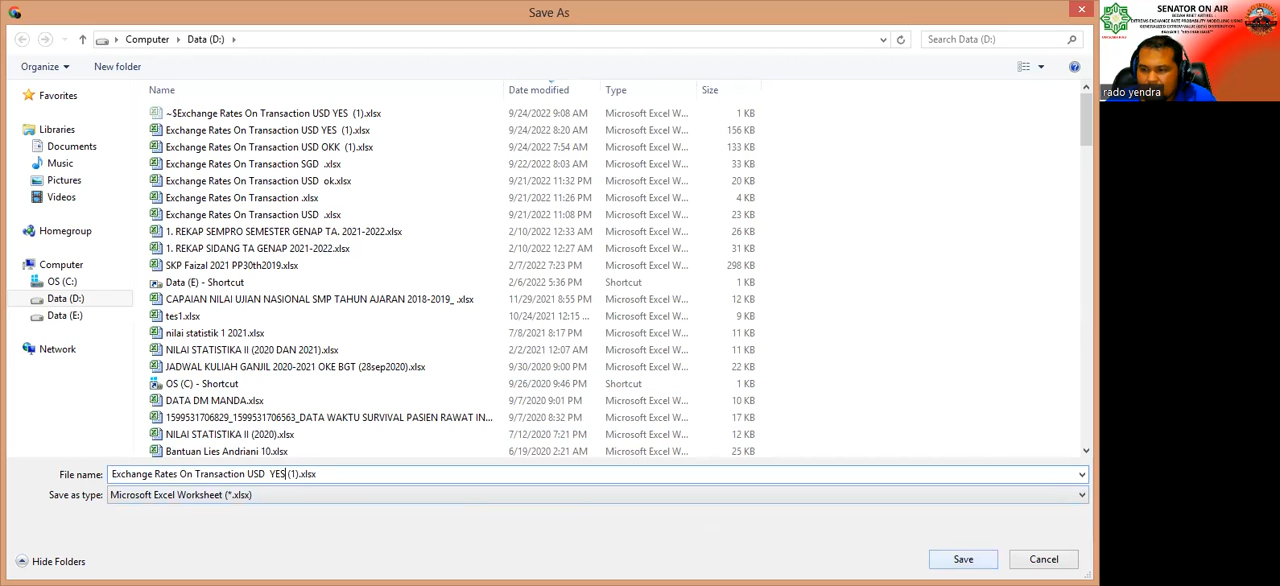 Save As
SENATOR ON AIR
Computer
Data (D:)
Search Data (D:)
rado yendra
Organize
New folder
Name
Date modified
Type
Size
Favorites
Libraries
Documents
Music
Pictures
Videos
Homegroup
Computer
OS (C:)
Data (D:)
Data (E:)
Network
~$Exchange Rates On Transaction USD YES (1).xlsx 9/24/2022 9:08 AM Microsoft Excel W... 1 KB
Exchange Rates On Transaction USD YES (1).xlsx 9/24/2022 8:20 AM Microsoft Excel W... 156 KB
Exchange Rates On Transaction USD OKK (1).xlsx 9/24/2022 7:54 AM Microsoft Excel W... 133 KB
Exchange Rates On Transaction SGD .xlsx 9/22/2022 8:03 AM Microsoft Excel W... 33 KB
Exchange Rates On Transaction USD ok.xlsx 9/21/2022 11:32 PM Microsoft Excel W... 20 KB
Exchange Rates On Transaction .xlsx 9/21/2022 11:26 PM Microsoft Excel W... 4 KB
Exchange Rates On Transaction USD .xlsx 9/21/2022 11:08 PM Microsoft Excel W... 23 KB
1. REKAP SEMPRO SEMESTER GENAP TA. 2021-2022.xlsx 2/10/2022 12:33 AM Microsoft Excel W... 26 KB
1. REKAP SIDANG TA GENAP 2021-2022.xlsx 2/10/2022 12:27 AM Microsoft Excel W... 31 KB
SKP Faizal 2021 PP30th2019.xlsx 2/7/2022 7:23 PM Microsoft Excel W... 298 KB
Data (E) - Shortcut 2/6/2022 5:36 PM Shortcut 1 KB
CAPAIAN NILAI UJIAN NASIONAL SMP TAHUN AJARAN 2018-2019_ .xlsx 11/29/2021 8:55 PM Microsoft Excel W... 12 KB
tes1.xlsx 10/24/2021 12:15 ... Microsoft Excel W... 9 KB
nilai statistik 1 2021.xlsx 7/8/2021 8:17 PM Microsoft Excel W... 11 KB
NILAI STATISTIKA II (2020 DAN 2021).xlsx 2/2/2021 12:07 AM Microsoft Excel W... 11 KB
JADWAL KULIAH GANJIL 2020-2021 OKE BGT (28sep2020).xlsx 9/30/2020 9:00 PM Microsoft Excel W... 22 KB
OS (C) - Shortcut 9/26/2020 9:46 PM Shortcut 1 KB
DATA DM MANDA.xlsx 9/7/2020 9:01 PM Microsoft Excel W... 10 KB
1599531706829_1599531706563_DATA WAKTU SURVIVAL PASIEN RAWAT IN... 9/7/2020 8:32 PM Microsoft Excel W... 17 KB
NILAI STATISTIKA II (2020).xlsx 7/12/2020 7:21 PM Microsoft Excel W... 12 KB
Bantuan Lies Andriani 10.xlsx 6/19/2020 2:21 AM Microsoft Excel W... 25 KB
File name: Exchange Rates On Transaction USD YES (1).xlsx
Save as type: Microsoft Excel Worksheet (*.xlsx)
Hide Folders
Save
Cancel